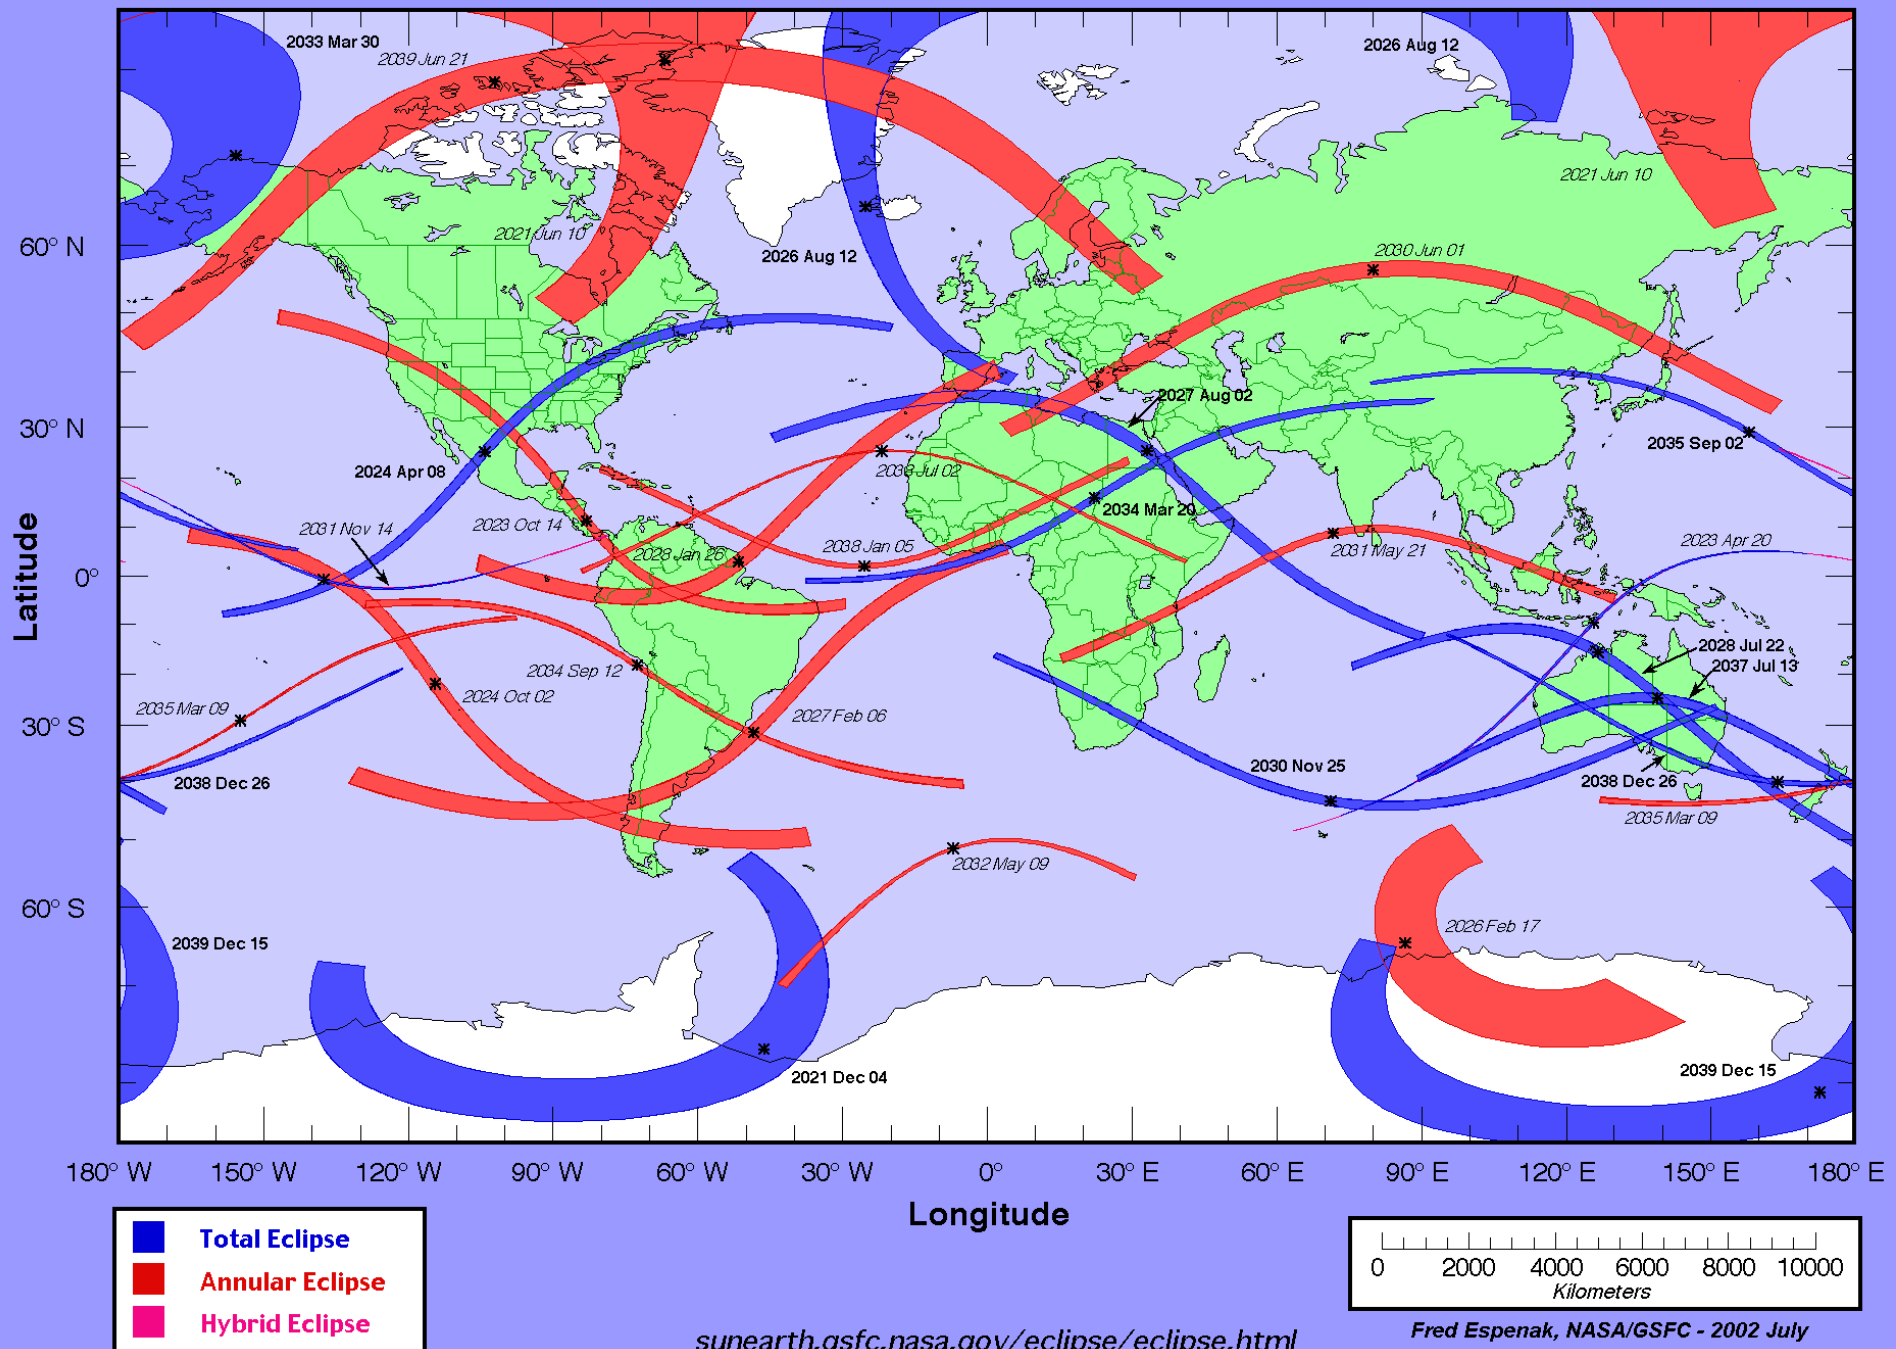 2033 Mar 30
2039 Jun 21
2026 Aug 12
2021 Jun 10
2021 Jun 10
2026 Aug 12
2030 Jun 01
60° N
2027 Aug 02
30° N
2035 Sep 02
2024 Apr 08
2036 Jul 02
2034 Mar 20
2031 Nov 14
2023 Oct 14
2028 Jan 26
2038 Jan 05
2031 May 21
2023 Apr 20
0°
Latitude
2028 Jul 22
2037 Jul 13
2034 Sep 12
2024 Oct 02
2035 Mar 09
2027 Feb 06
30° S
2030 Nov 25
2038 Dec 26
2038 Dec 26
2035 Mar 09
2032 May 09
60° S
2026 Feb 17
2039 Dec 15
2021 Dec 04
2039 Dec 15
180° W 150° W 120° W 90° W 60° W 30° W 0° 30° E 60° E 90° E 120° E 150° E 180° E
Longitude
Total Eclipse
Annular Eclipse
Hybrid Eclipse
0 2000 4000 6000 8000 10000
Kilometers
Fred Espenak, NASA/GSFC - 2002 July
sunearth.gsfc.nasa.gov/eclipse/eclipse.html